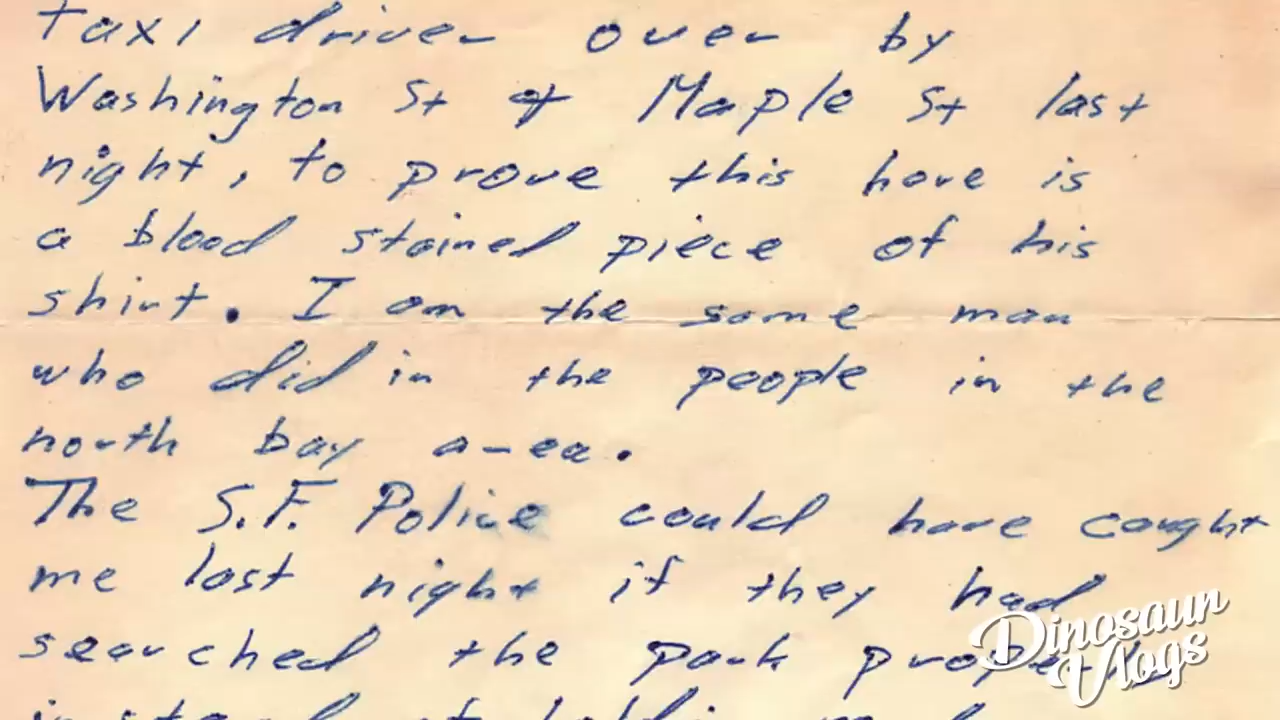 taxi driver over by
Washington St & Maple St last
night, to prove this here is
a blood stained piece of his
shirt. I am the same man
who did in the people in the
north bay area.
The S.F. Police could have caught
me last night if they had
searched the park properly
Dinosaun
Vlogs